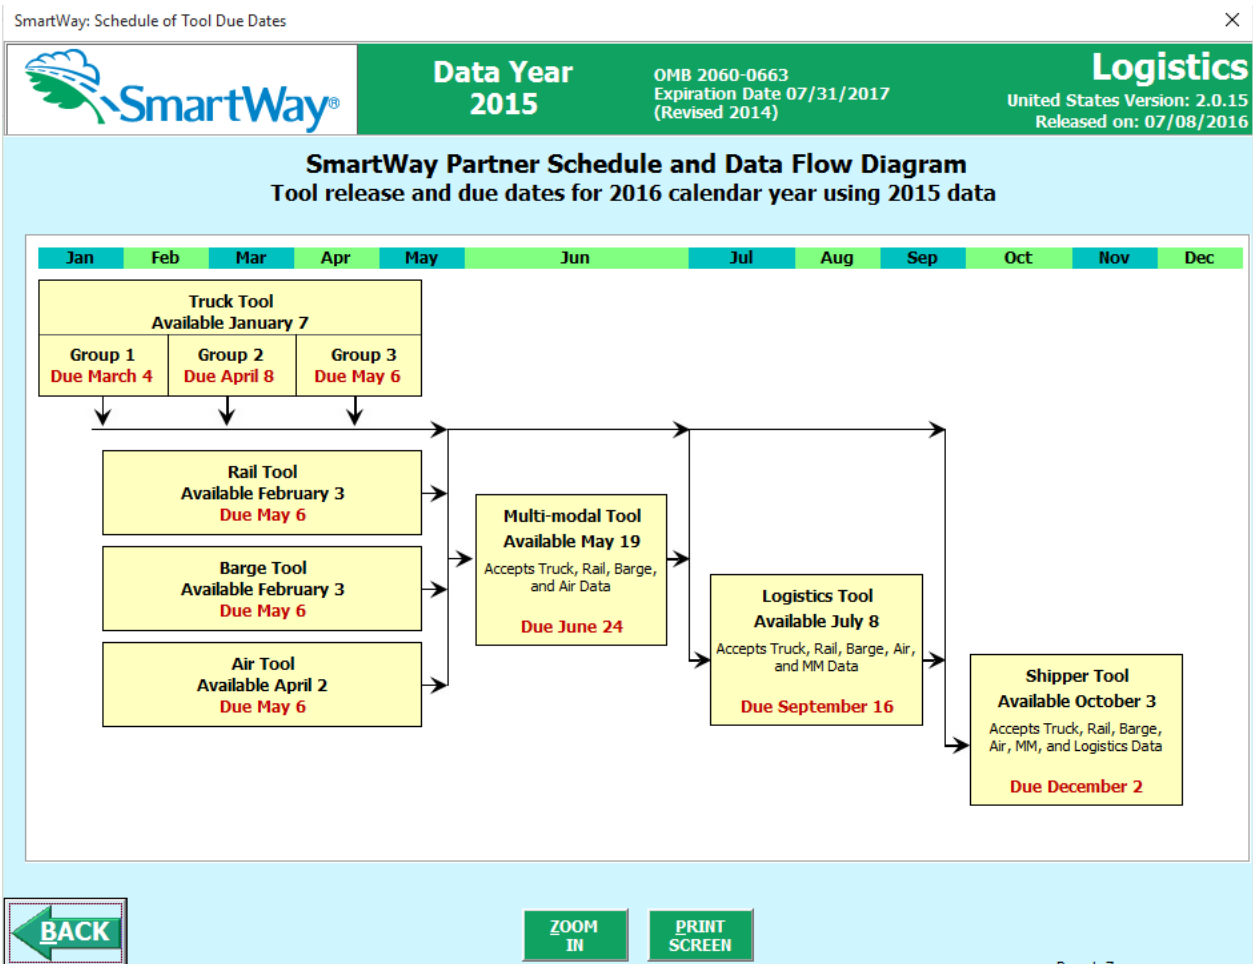 SmartWay: Schedule of Tool Due Dates
SmartWay®
Data Year
2015
OMB 2060-0663
Expiration Date 07/31/2017
(Revised 2014)
Logistics
United States Version: 2.0.15
Released on: 07/08/2016
SmartWay Partner Schedule and Data Flow Diagram
Tool release and due dates for 2016 calendar year using 2015 data
Jan Feb Mar Apr May Jun Jul Aug Sep Oct Nov Dec
Truck Tool
Available January 7
Group 1
Due March 4
Group 2
Due April 8
Group 3
Due May 6
Rail Tool
Available February 3
Due May 6
Barge Tool
Available February 3
Due May 6
Air Tool
Available April 2
Due May 6
Multi-modal Tool
Available May 19
Accepts Truck, Rail, Barge,
and Air Data
Due June 24
Logistics Tool
Available July 8
Accepts Truck, Rail, Barge, Air,
and MM Data
Due September 16
Shipper Tool
Available October 3
Accepts Truck, Rail, Barge,
Air, MM, and Logistics Data
Due December 2
BACK
ZOOM
IN
PRINT
SCREEN